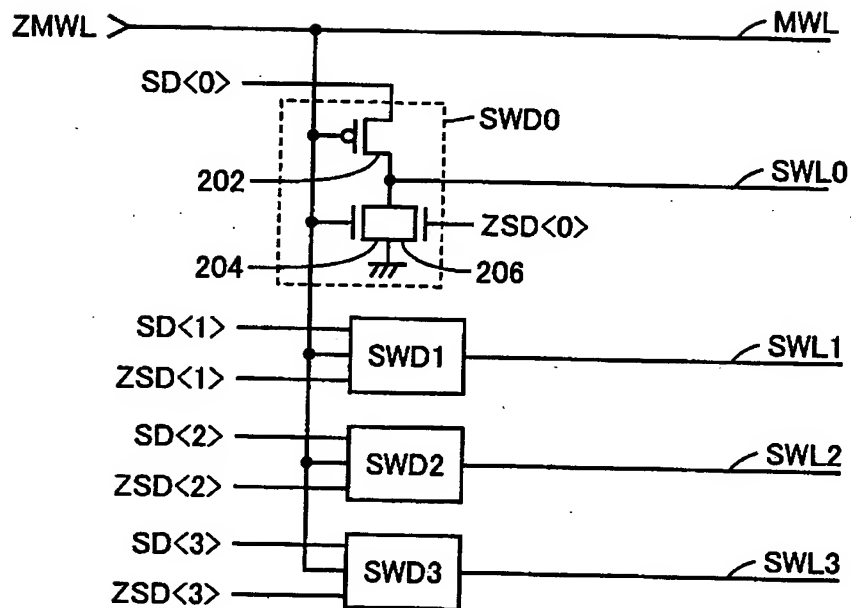 ZMWL MWL
SD<0>
SWD0
202 SWL0
ZSD<0>
204 206
SD<1>
SWD1 SWL1
ZSD<1>
SD<2>
SWD2 SWL2
ZSD<2>
SD<3>
SWD3 SWL3
ZSD<3>